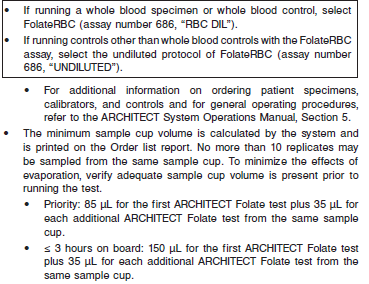 • If running a whole blood specimen or whole blood control, select
FolateRBC (assay number 686, “RBC DIL”).
• If running controls other than whole blood controls with the FolateRBC
assay, select the undiluted protocol of FolateRBC (assay number
686, “UNDILUTED”).
• For additional information on ordering patient specimens,
calibrators, and controls and for general operating procedures,
refer to the ARCHITECT System Operations Manual, Section 5.
• The minimum sample cup volume is calculated by the system and
is printed on the Order list report. No more than 10 replicates may
be sampled from the same sample cup. To minimize the effects of
evaporation, verify adequate sample cup volume is present prior to
running the test.
• Priority: 85 µL for the first ARCHITECT Folate test plus 35 µL for
each additional ARCHITECT Folate test from the same sample
cup.
• ≤ 3 hours on board: 150 µL for the first ARCHITECT Folate test
plus 35 µL for each additional ARCHITECT Folate test from the
same sample cup.